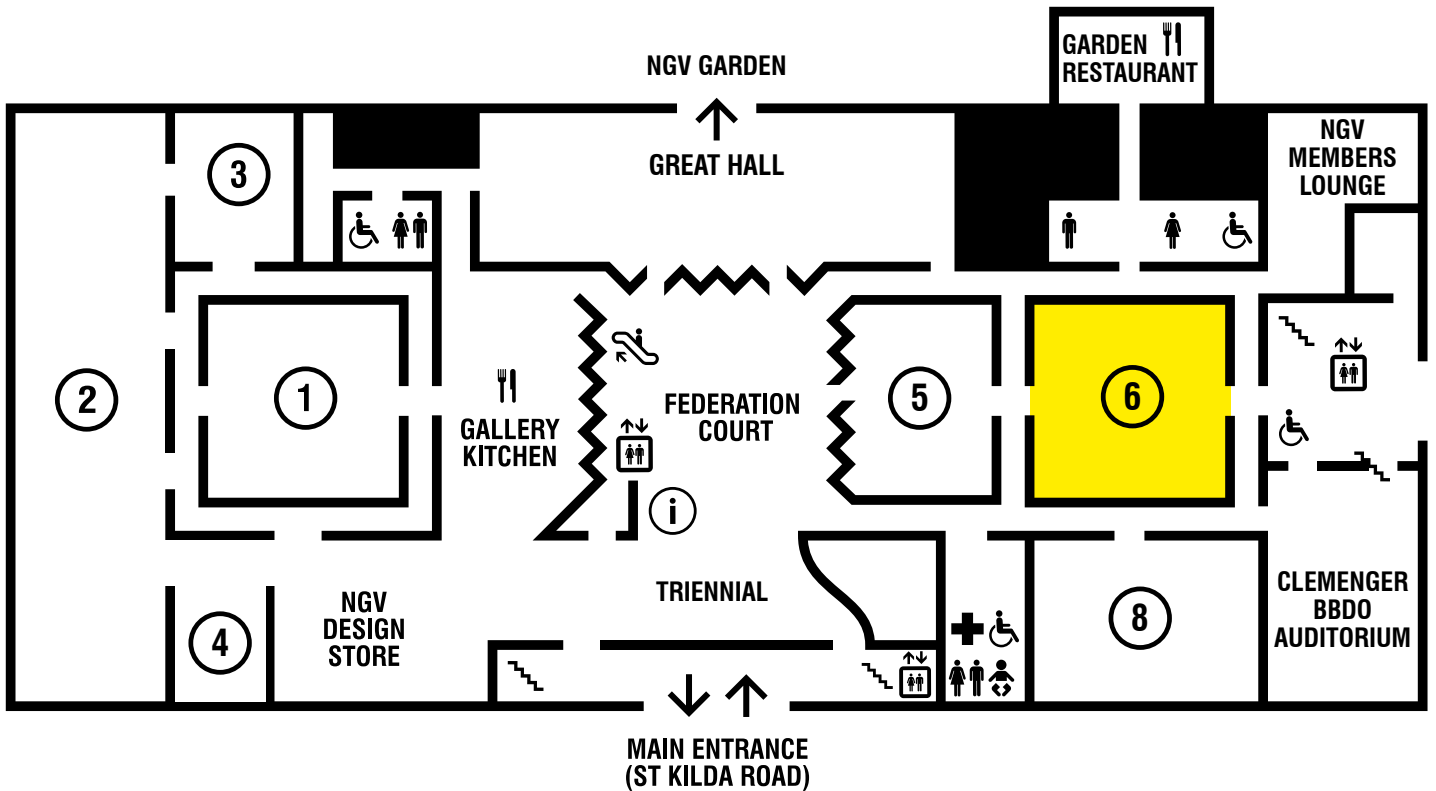 GARDEN
RESTAURANT
NGV GARDEN
GREAT HALL
NGV
MEMBERS
LOUNGE
3
2
1
GALLERY
KITCHEN
FEDERATION
COURT
5
6
i
4
NGV
DESIGN
STORE
TRIENNIAL
8
CLEMENGER
BBDO
AUDITORIUM
MAIN ENTRANCE
(ST KILDA ROAD)